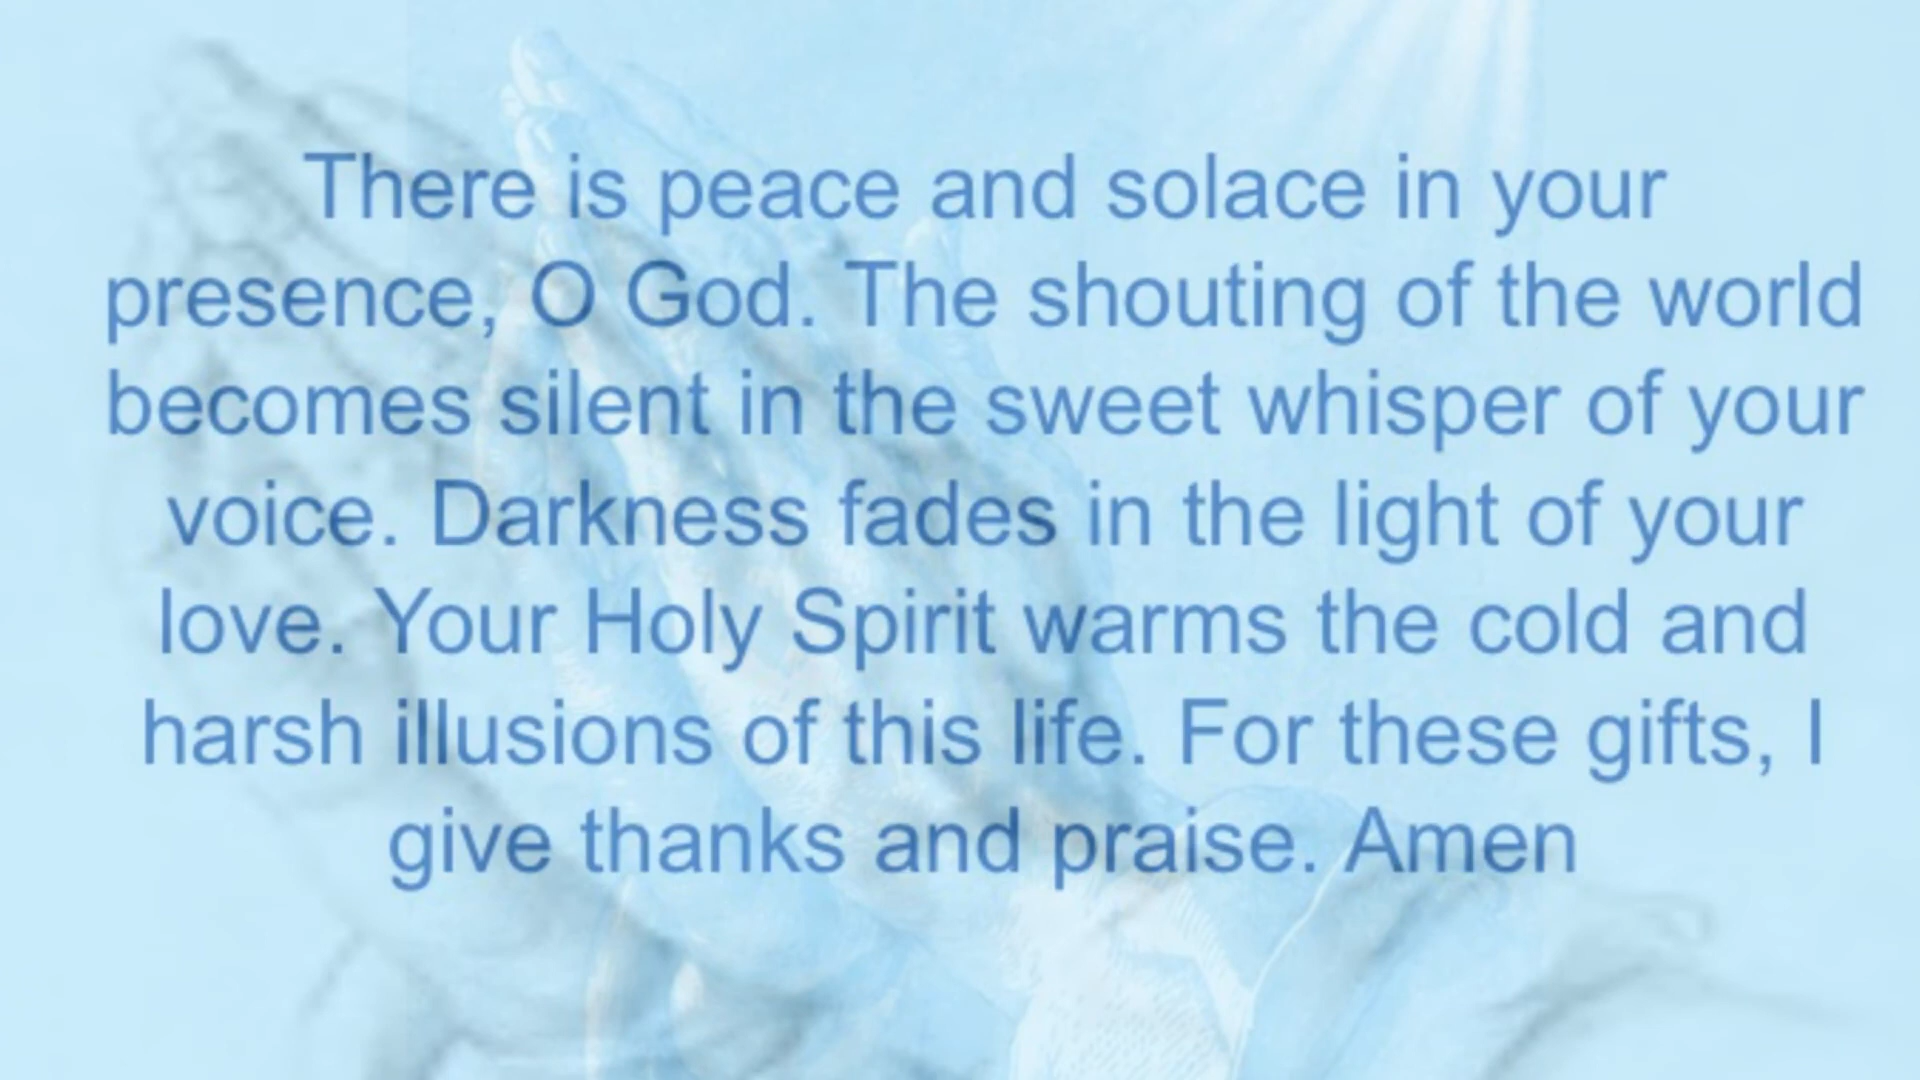 There is peace and solace in your
presence, O God. The shouting of the world
becomes silent in the sweet whisper of your
voice. Darkness fades in the light of your
love. Your Holy Spirit warms the cold and
harsh illusions of this life. For these gifts, I
give thanks and praise. Amen